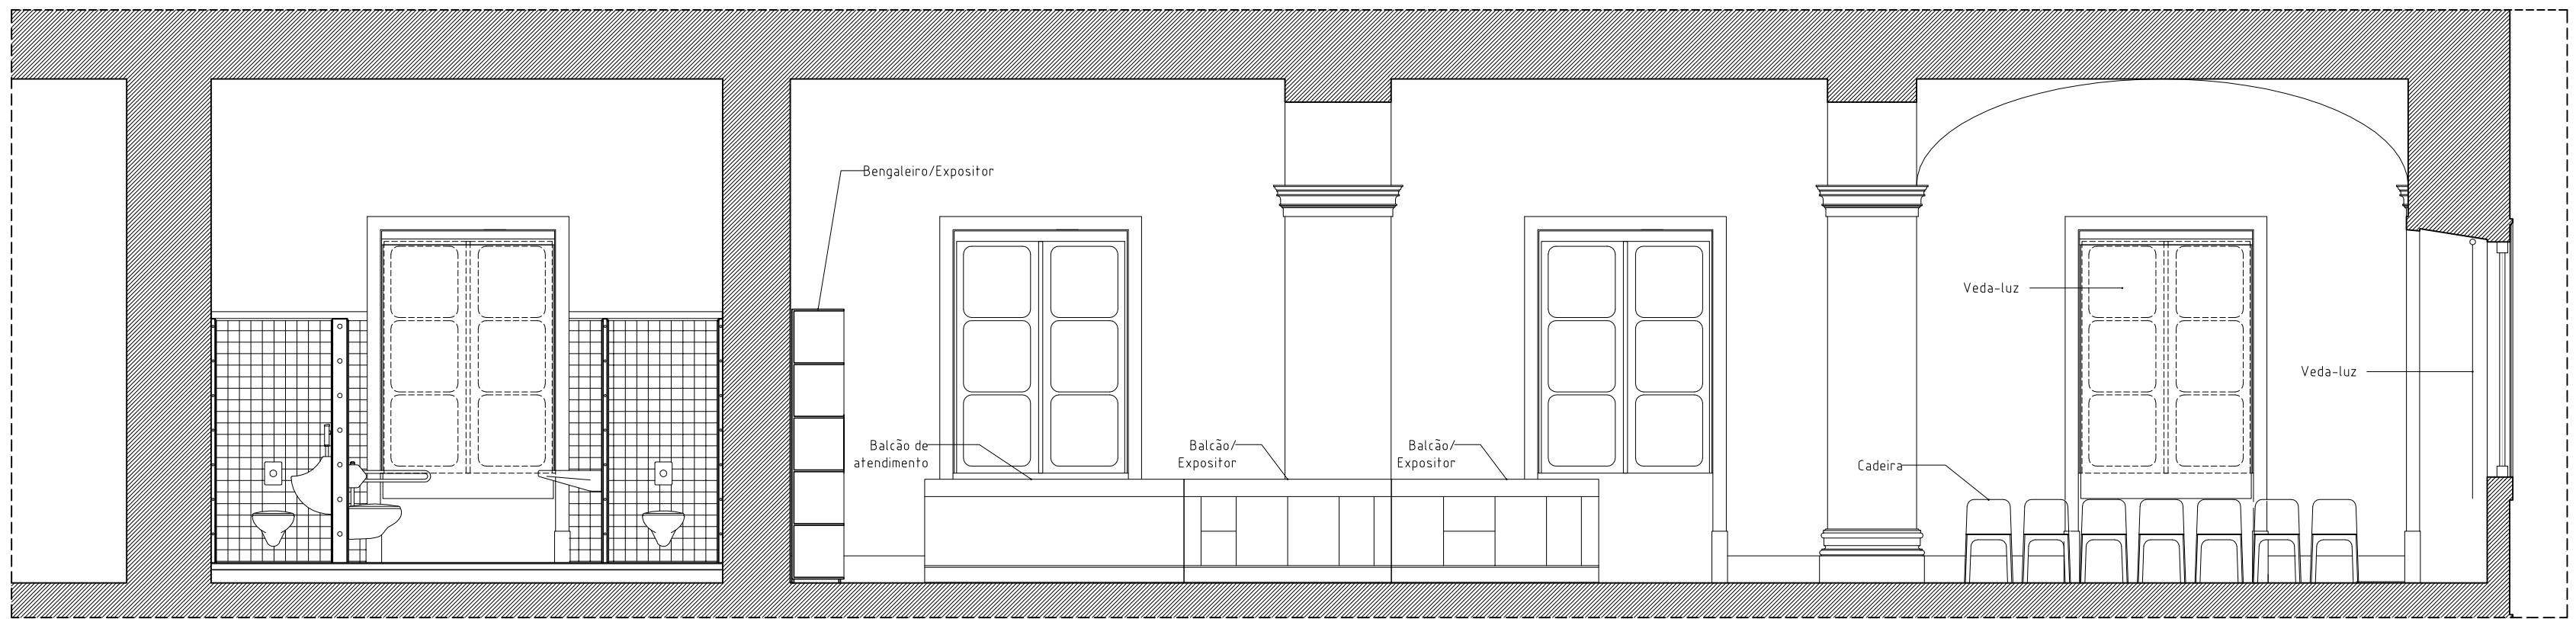 Bengaleiro/Expositor
Veda-luz
Veda-luz
Balcão de
atendimento
Balcão/
Expositor
Balcão/
Expositor
Cadeira